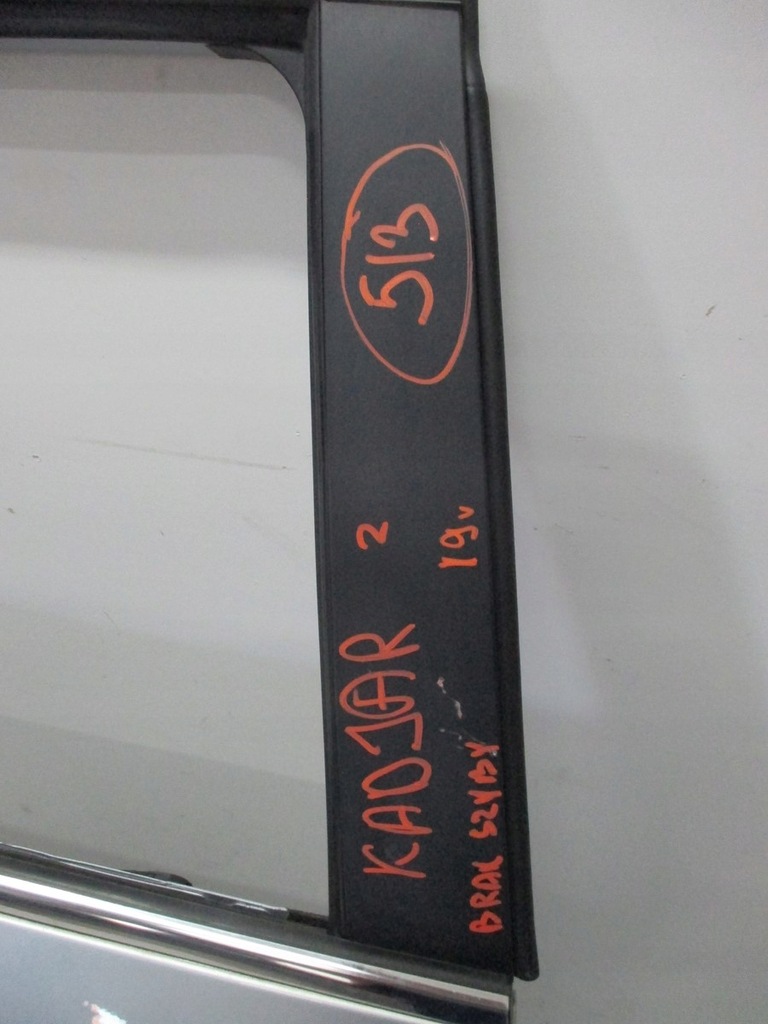 513
KADJAR 2
19r
BRAK SZYBY